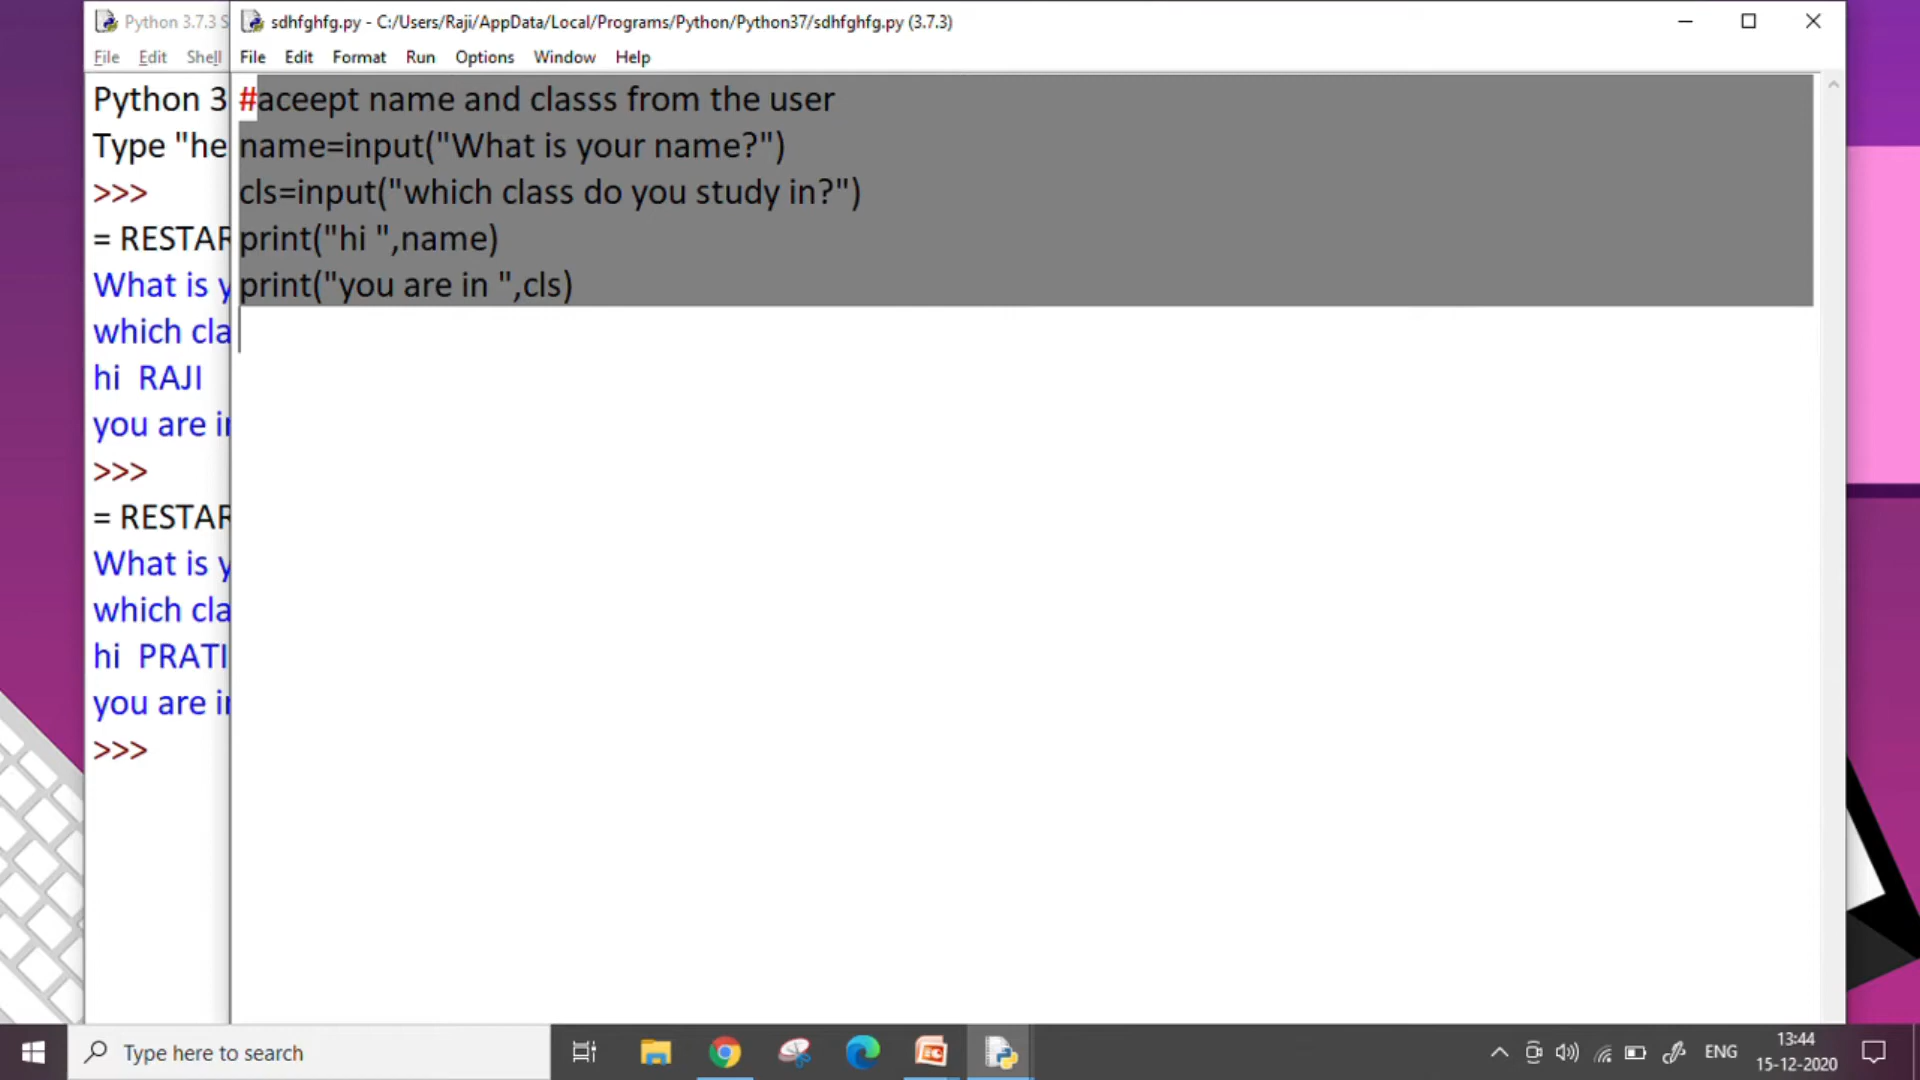 Python 3.7.3 S
File Edit Shell
Python 3
Type "he
>>>
= RESTAR
What is y
which cla
hi  RAJI
you are in
>>>
= RESTAR
What is y
which cla
hi  PRATI
you are in
>>>
sdhfghfg.py - C:/Users/Raji/AppData/Local/Programs/Python/Python37/sdhfghfg.py (3.7.3)
File Edit Format Run Options Window Help
#aceept name and classs from the user
name=input("What is your name?")
cls=input("which class do you study in?")
print("hi ",name)
print("you are in ",cls)
Type here to search
ENG
13:44
15-12-2020